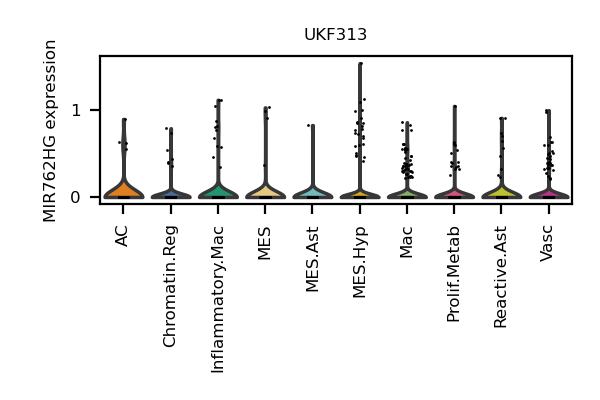 UKF313
MIR762HG expression
1
0
AC
Chromatin.Reg
Inflammatory.Mac
MES
MES.Ast
MES.Hyp
Mac
Prolif.Metab
Reactive.Ast
Vasc